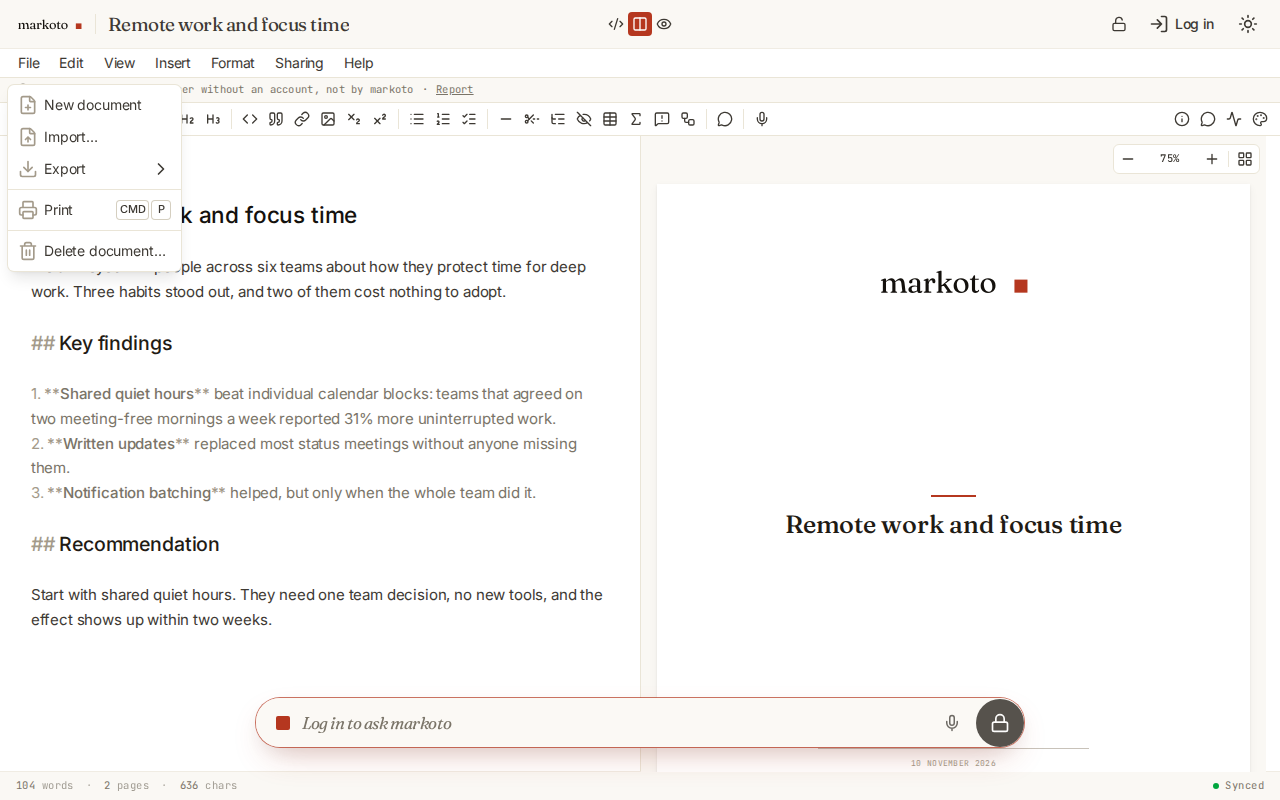 markoto
Remote work and focus time
Log in
File Edit View Insert Format Sharing Help
without an account, not by markoto · Report
H2 H3
New document
Import...
Export
Print CMD P
Delete document...
k and focus time
across six teams about how they protect time for deep
work. Three habits stood out, and two of them cost nothing to adopt.
## Key findings
1. **Shared quiet hours** beat individual calendar blocks: teams that agreed on
two meeting-free mornings a week reported 31% more uninterrupted work.
2. **Written updates** replaced most status meetings without anyone missing
them.
3. **Notification batching** helped, but only when the whole team did it.
## Recommendation
Start with shared quiet hours. They need one team decision, no new tools, and the
effect shows up within two weeks.
75%
markoto
Remote work and focus time
10 NOVEMBER 2026
Log in to ask markoto
104 words · 2 pages · 636 chars
Synced